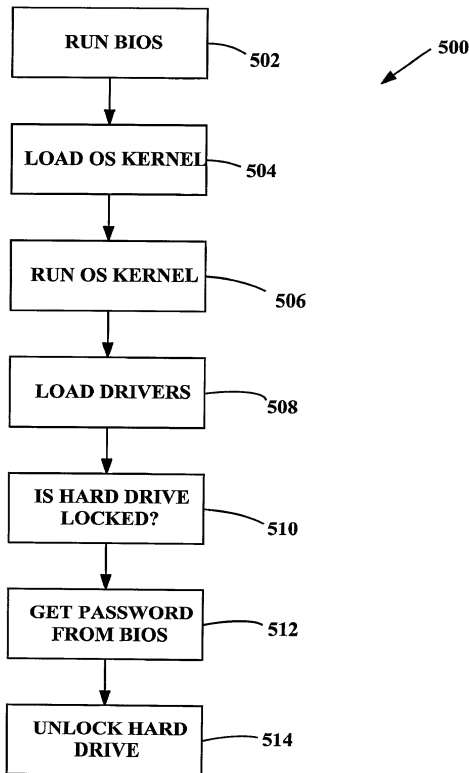 RUN BIOS
502
500
LOAD OS KERNEL
504
RUN OS KERNEL
506
LOAD DRIVERS
508
IS HARD DRIVE
LOCKED?
510
GET PASSWORD
FROM BIOS
512
UNLOCK HARD
DRIVE
514